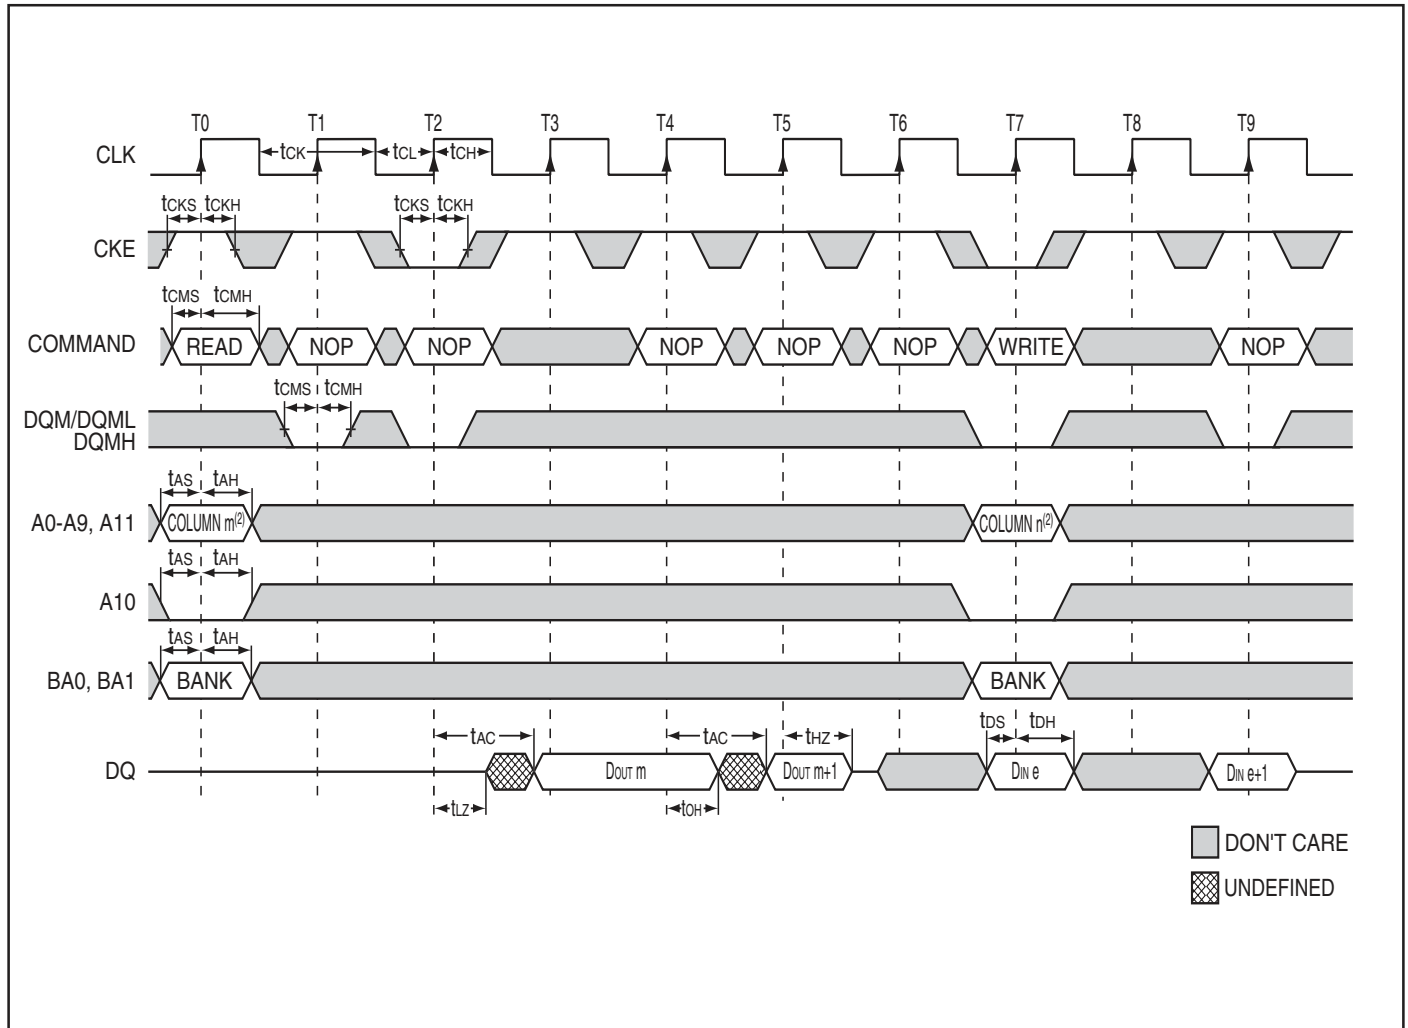 T0 T1 T2 T3 T4 T5 T6 T7 T8 T9
CLK tCK tCL tCH
tCKS tCKH tCKS tCKH
CKE
tCMS tCMH
COMMAND READ NOP NOP NOP NOP NOP WRITE NOP
tCMS tCMH
DQM/DQML
DQMH
tAS tAH
A0-A9, A11 COLUMN m(2) COLUMN n(2)
tAS tAH
A10
tAS tAH
BA0, BA1 BANK BANK
tAC tAC tHZ tDS tDH
DQ DOUT m DOUT m+1 DIN e DIN e+1
tLZ tOH
DON'T CARE
UNDEFINED